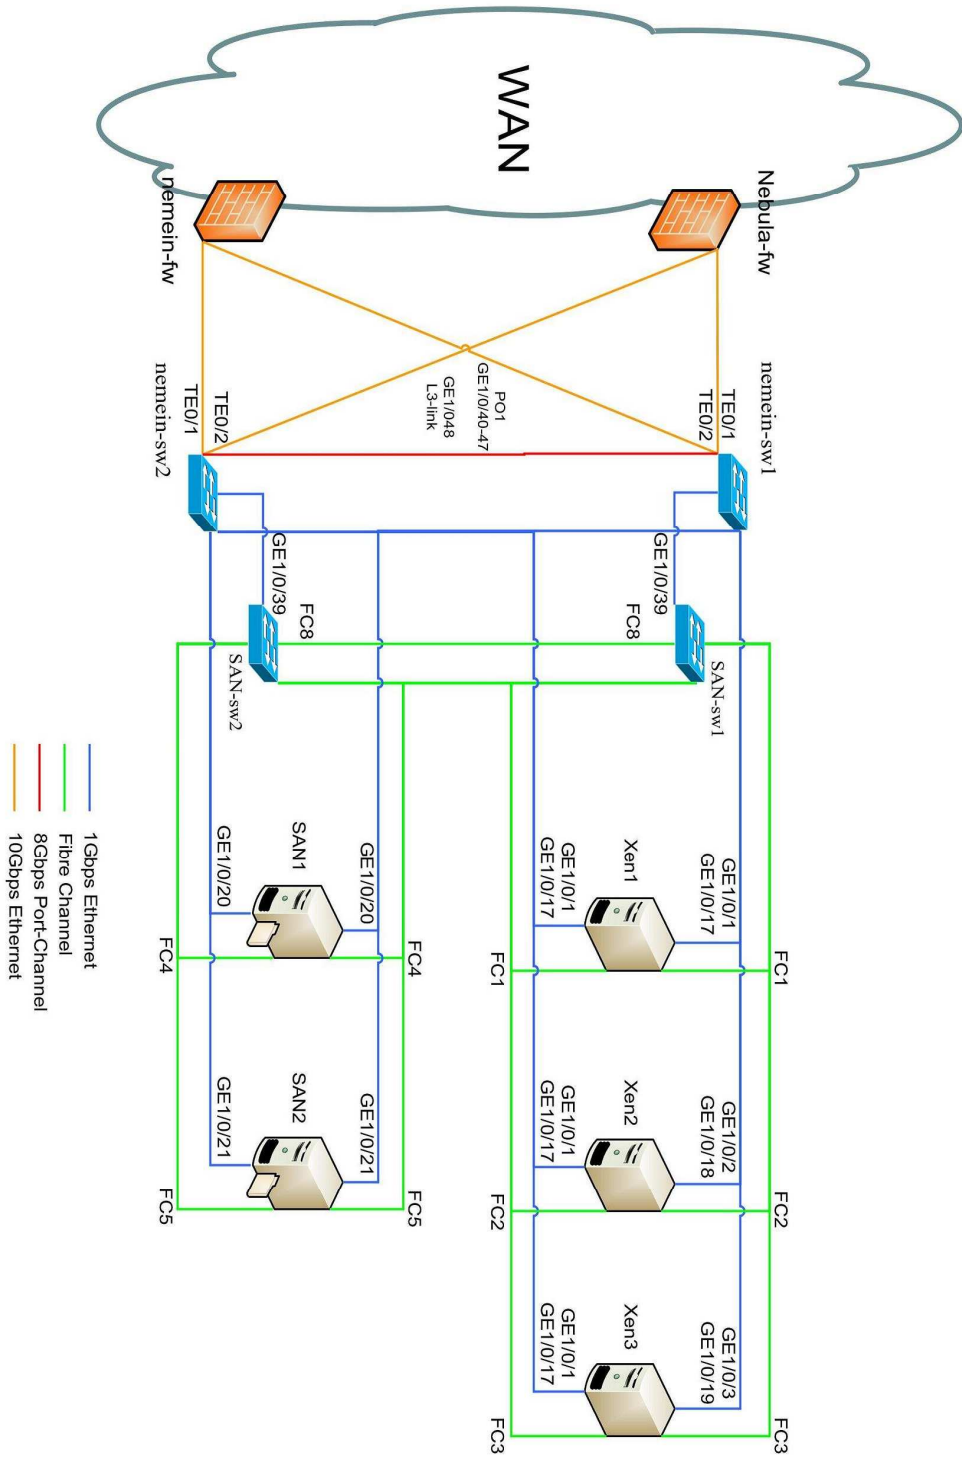 WAN
nemein-fw
Nebula-fw
TE0/1
TE0/2
nemein-sw2
PO1
GE1/0/40-47
GE1/048
L3-link
TE0/1
TE0/2
nemein-sw1
GE1/0/39
FC8
SAN-sw2
GE1/0/39
FC8
SAN-sw1
GE1/0/20
SAN1
GE1/0/20
FC4
FC4
GE1/0/21
SAN2
GE1/0/21
FC5
FC5
GE1/0/1
GE1/0/17
Xen1
GE1/0/1
GE1/0/17
FC1
FC1
GE1/0/2
GE1/0/18
Xen2
GE1/0/1
GE1/0/17
FC2
FC2
GE1/0/3
GE1/0/19
Xen3
GE1/0/1
GE1/0/17
FC3
FC3
1Gbps Ethernet
Fibre Channel
8Gbps Port-Channel
10Gbps Ethernet